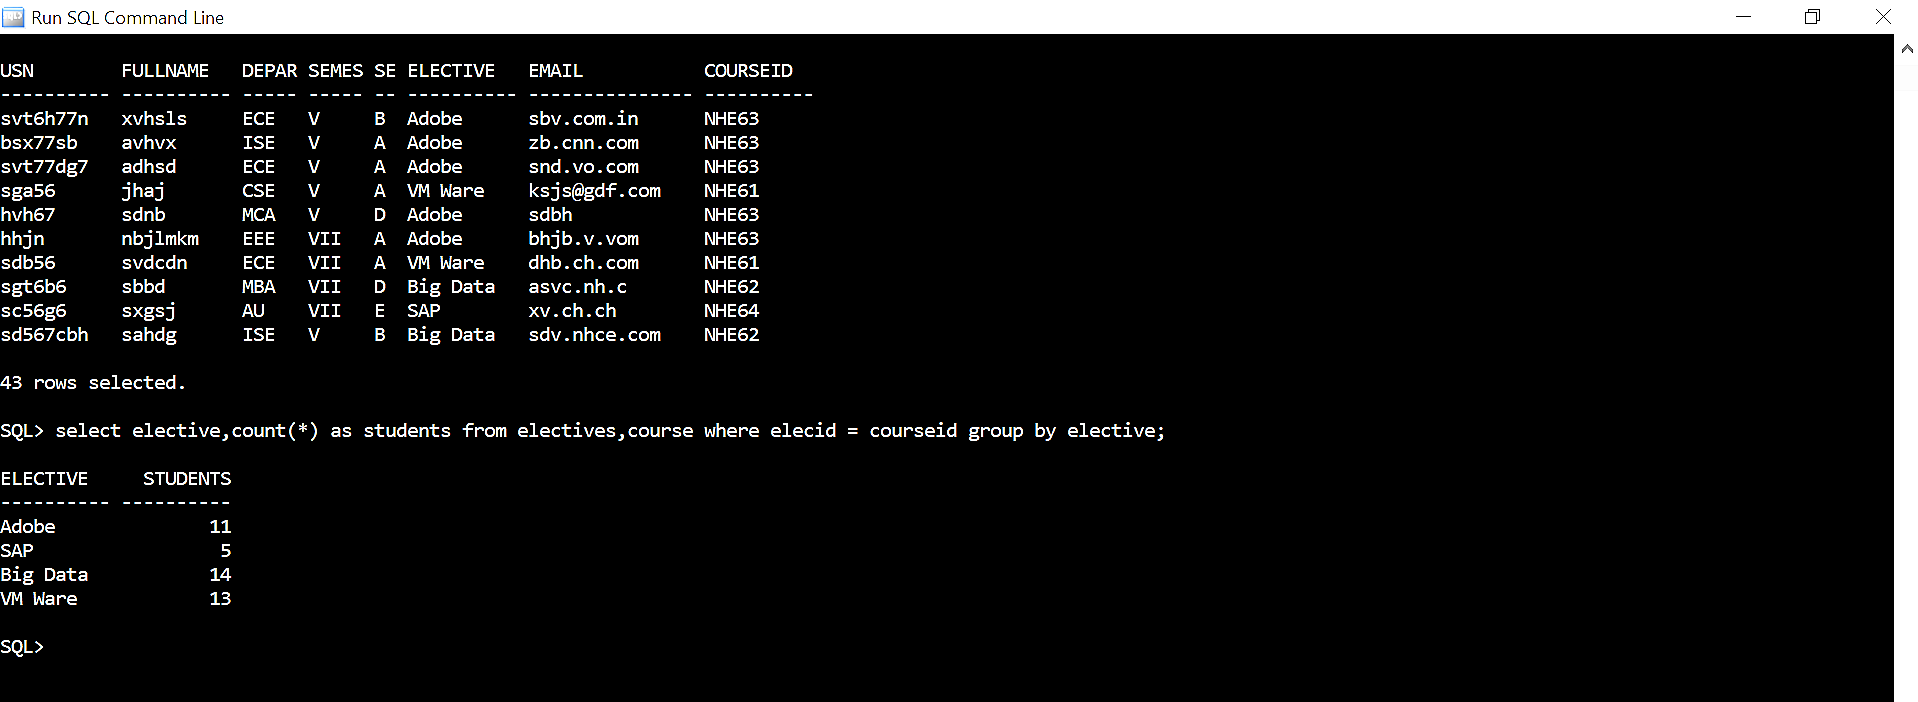 Run SQL Command Line
USN        FULLNAME   DEPAR SEMES SE ELECTIVE   EMAIL           COURSEID
---------- ---------- ----- ----- -- ---------- --------------- ----------
svt6h77n   xvhsls     ECE   V     B  Adobe      sbv.com.in      NHE63
bsx77sb    avhvx      ISE   V     A  Adobe      zb.cnn.com      NHE63
svt77dg7   adhsd      ECE   V     A  Adobe      snd.vo.com      NHE63
sga56      jhaj       CSE   V     A  VM Ware    ksjs@gdf.com    NHE61
hvh67      sdnb       MCA   V     D  Adobe      sdbh            NHE63
hhjn       nbjlmkm    EEE   VII   A  Adobe      bhjb.v.vom      NHE63
sdb56      svdcdn     ECE   VII   A  VM Ware    dhb.ch.com      NHE61
sgt6b6     sbbd       MBA   VII   D  Big Data   asvc.nh.c       NHE62
sc56g6     sxgsj      AU    VII   E  SAP        xv.ch.ch        NHE64
sd567cbh   sahdg      ISE   V     B  Big Data   sdv.nhce.com    NHE62
43 rows selected.
SQL> select elective,count(*) as students from electives,course where elecid = courseid group by elective;
ELECTIVE     STUDENTS
---------- ----------
Adobe              11
SAP                 5
Big Data           14
VM Ware            13
SQL>